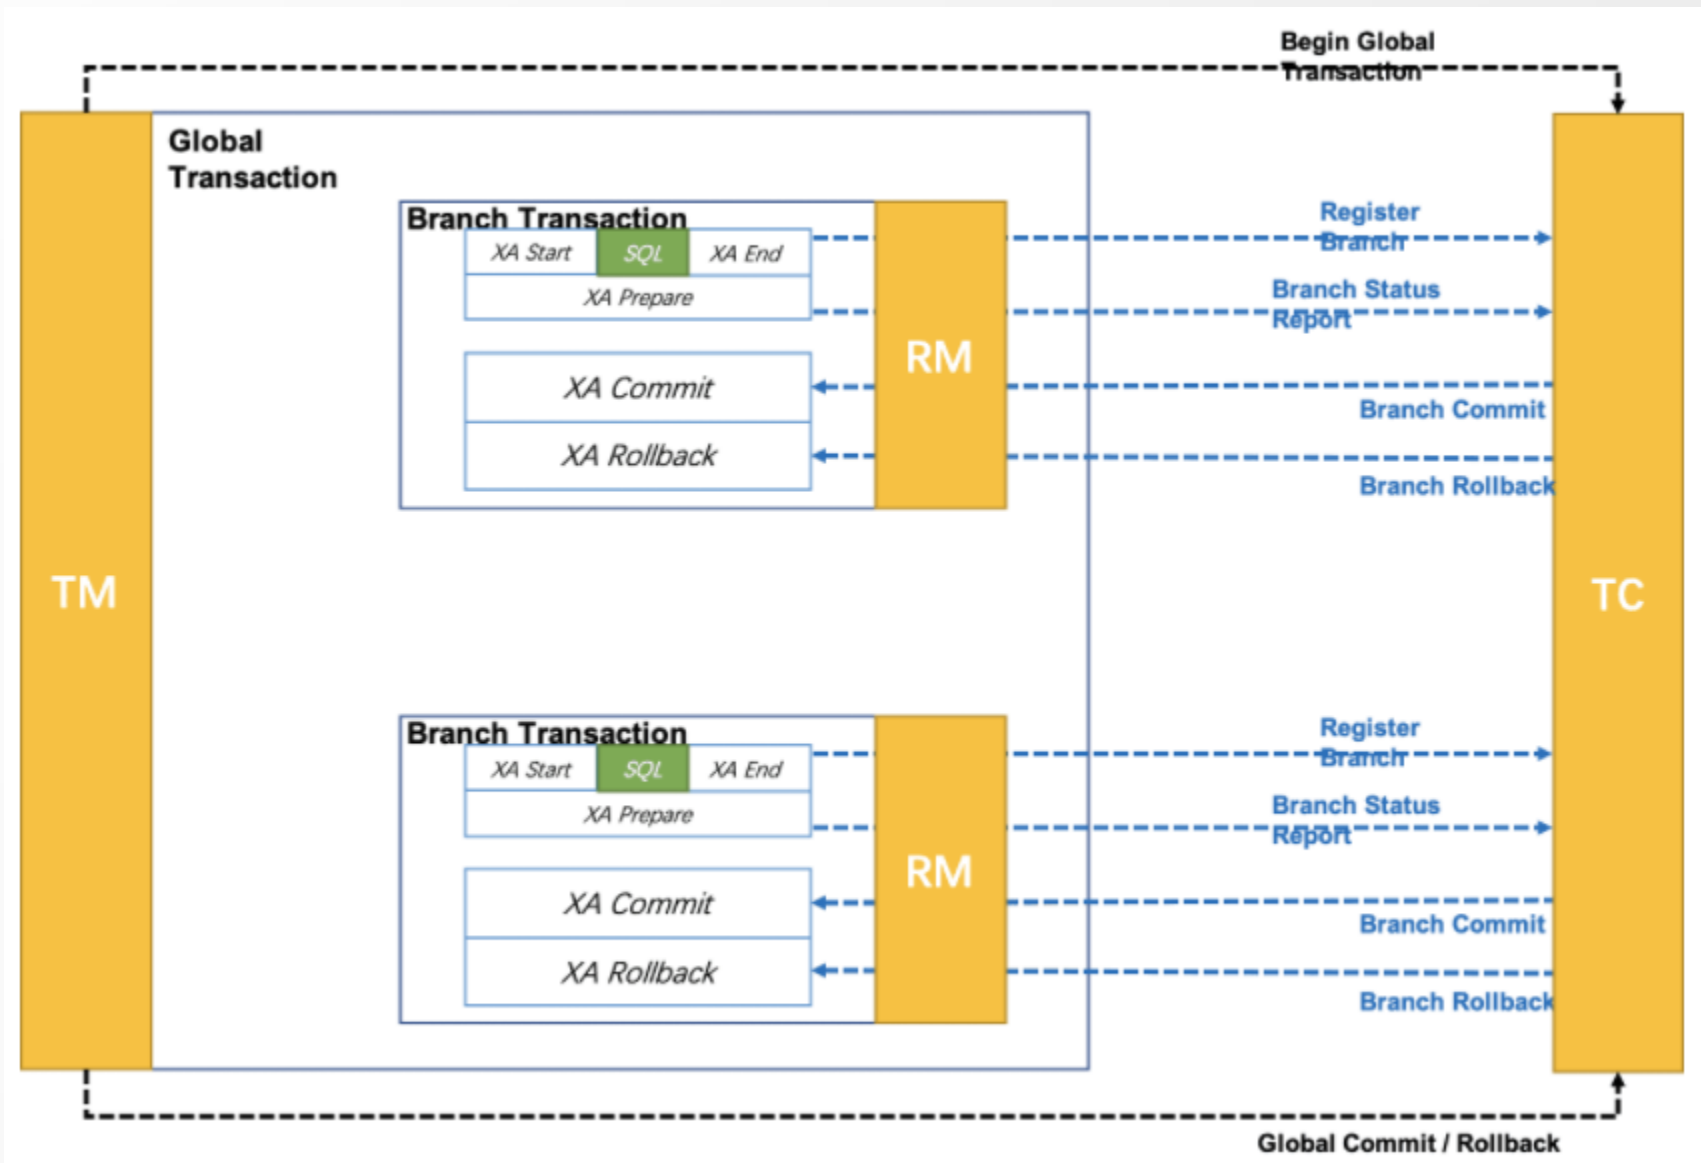 Begin Global
Transaction
Global
Transaction
Branch Transaction
XA Start SQL XA End
XA Prepare
XA Commit
XA Rollback
RM
Register
Branch
Branch Status
Report
Branch Commit
Branch Rollback
TM
TC
Branch Transaction
XA Start SQL XA End
XA Prepare
XA Commit
XA Rollback
RM
Register
Branch
Branch Status
Report
Branch Commit
Branch Rollback
Global Commit / Rollback